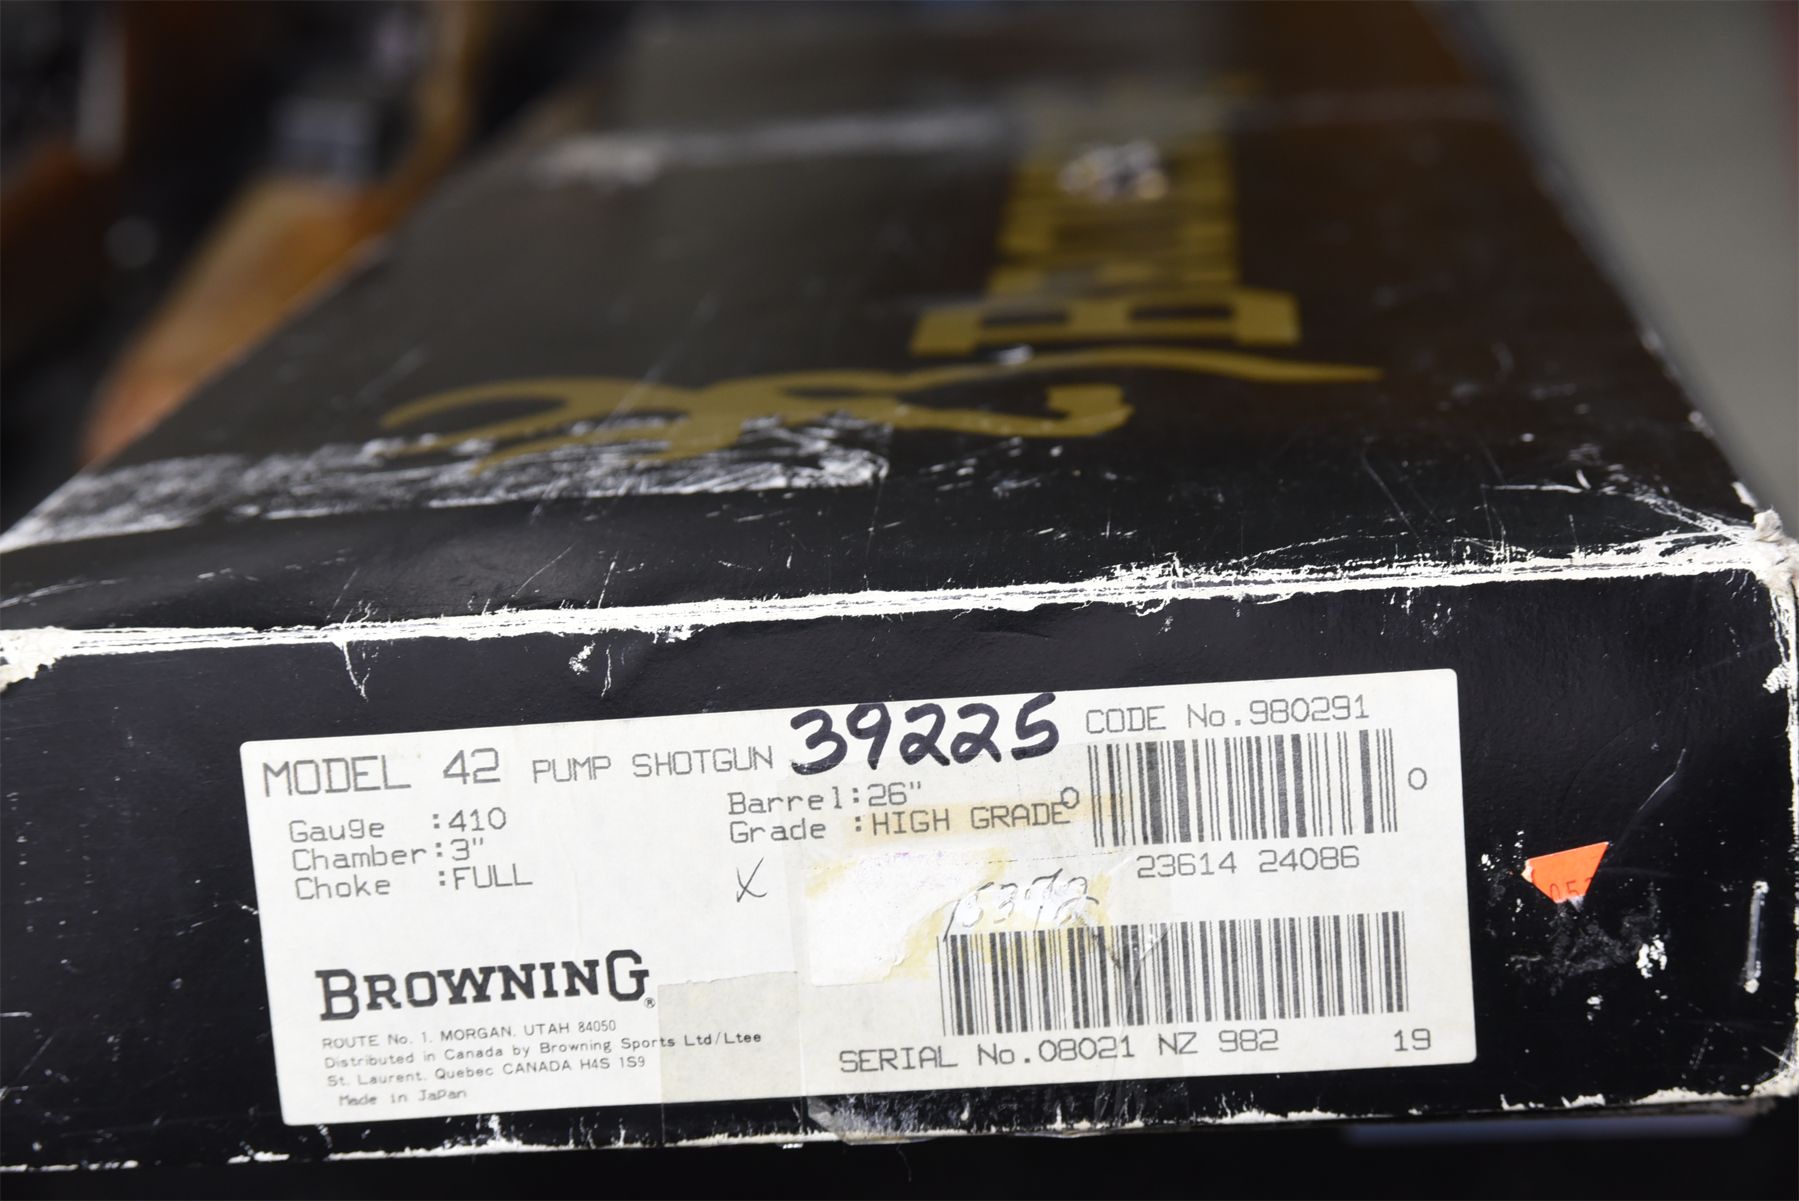 B
MODEL 42 PUMP SHOTGUN 39225 CODE No.980291
Gauge :410
Chamber:3"
Choke :FULL
Barrel:26"
Grade :HIGH GRADE
0 0
23614 24086
BROWNING®
ROUTE No. 1, MORGAN, UTAH 84050
Distributed in Canada by Browning Sports Ltd/Ltee
St. Laurent, Quebec CANADA H4S 1S9
Made in Japan
SERIAL No.08021 NZ 982 19